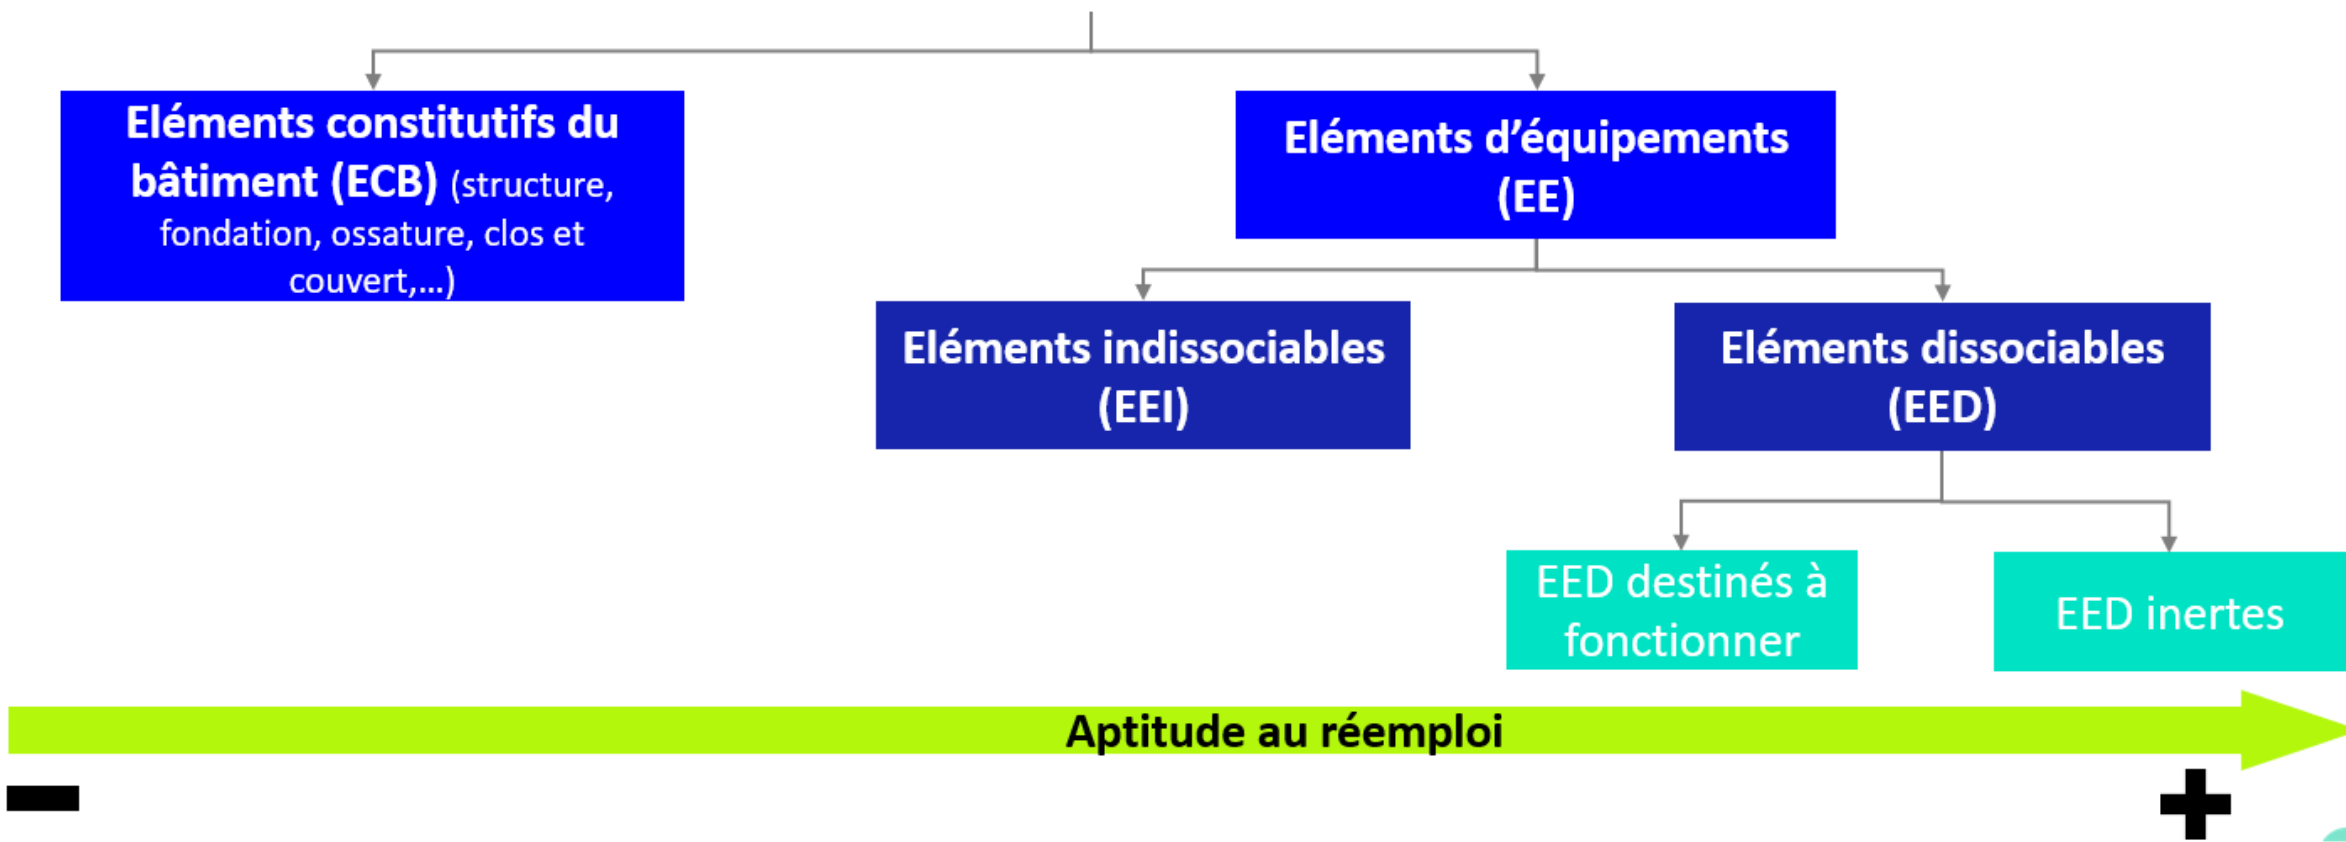 Eléments constitutifs du
bâtiment (ECB) (structure,
fondation, ossature, clos et
couvert,...)
Eléments d’équipements
(EE)
Eléments indissociables
(EEI)
Eléments dissociables
(EED)
EED destinés à
fonctionner
EED inertes
Aptitude au réemploi